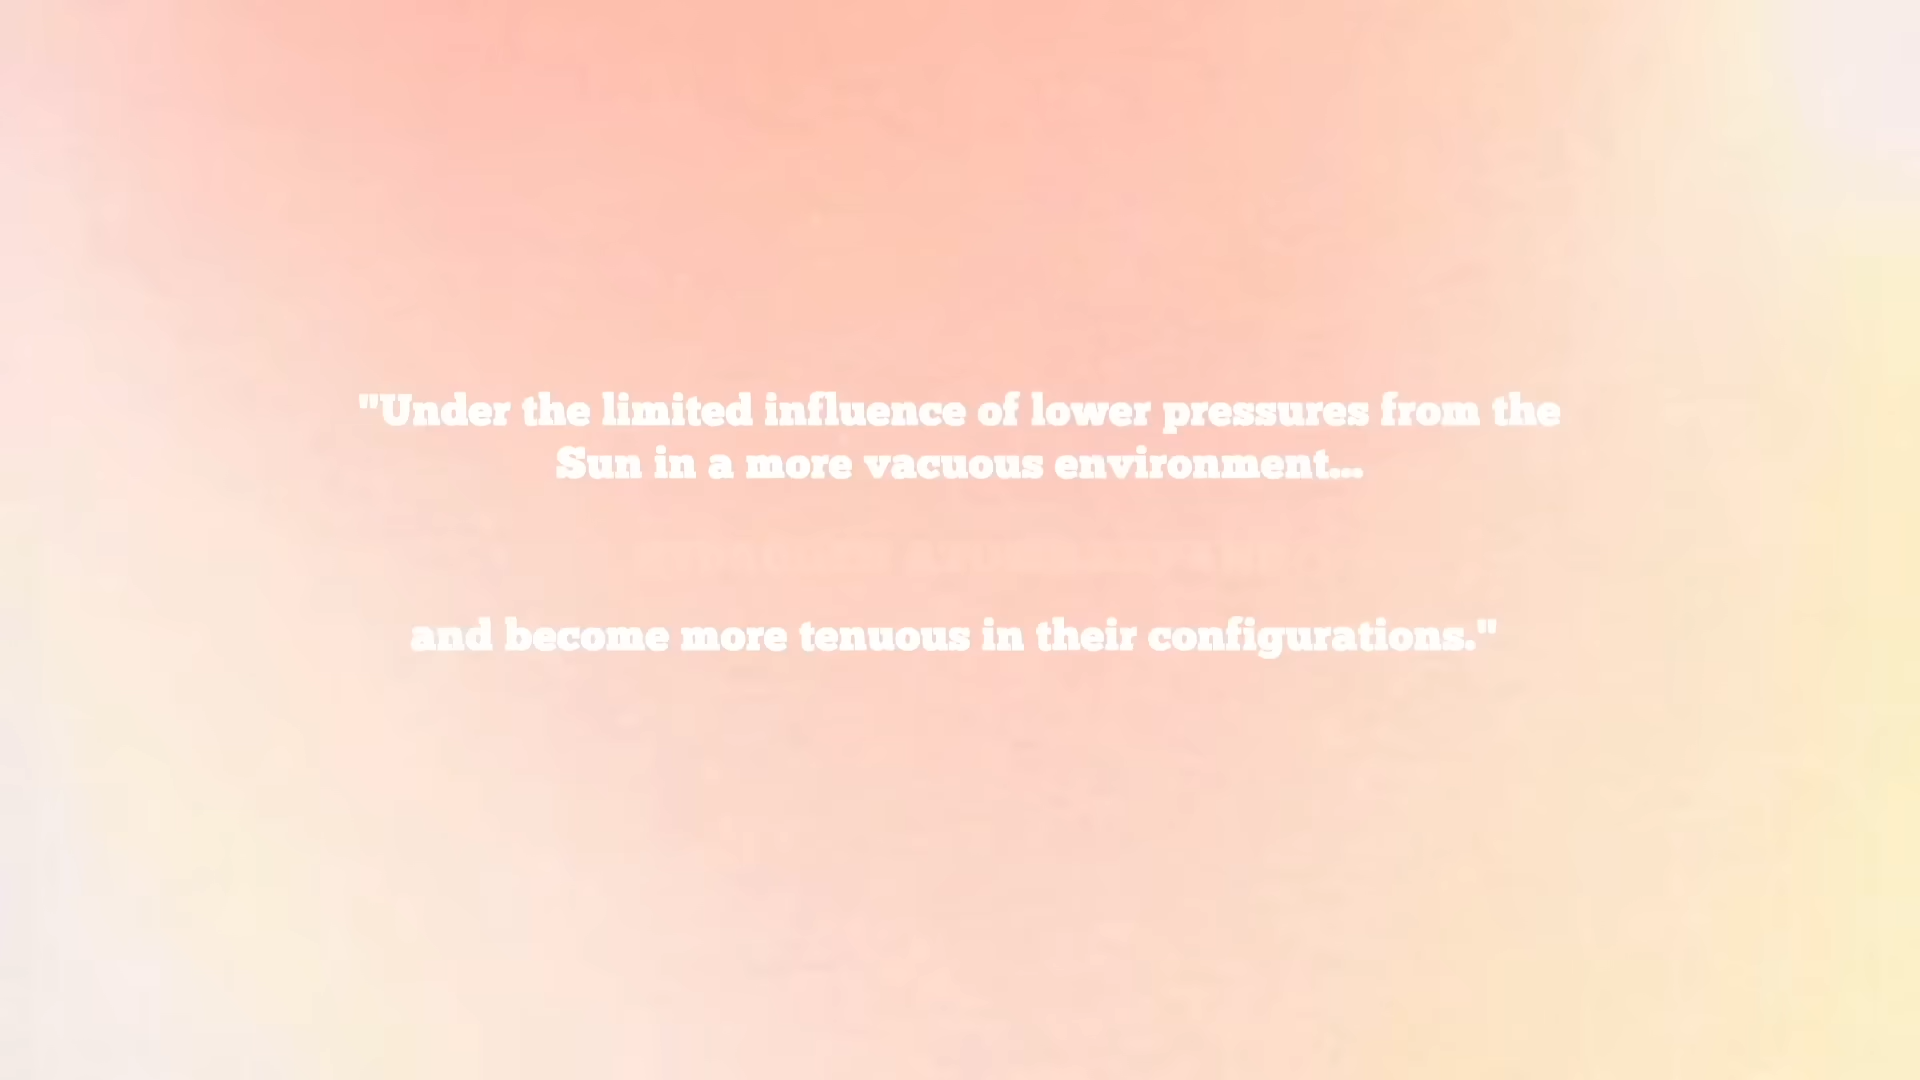 "Under the limited influence of lower pressures from the
Sun in a more vacuous environment...
and become more tenuous in their configurations."